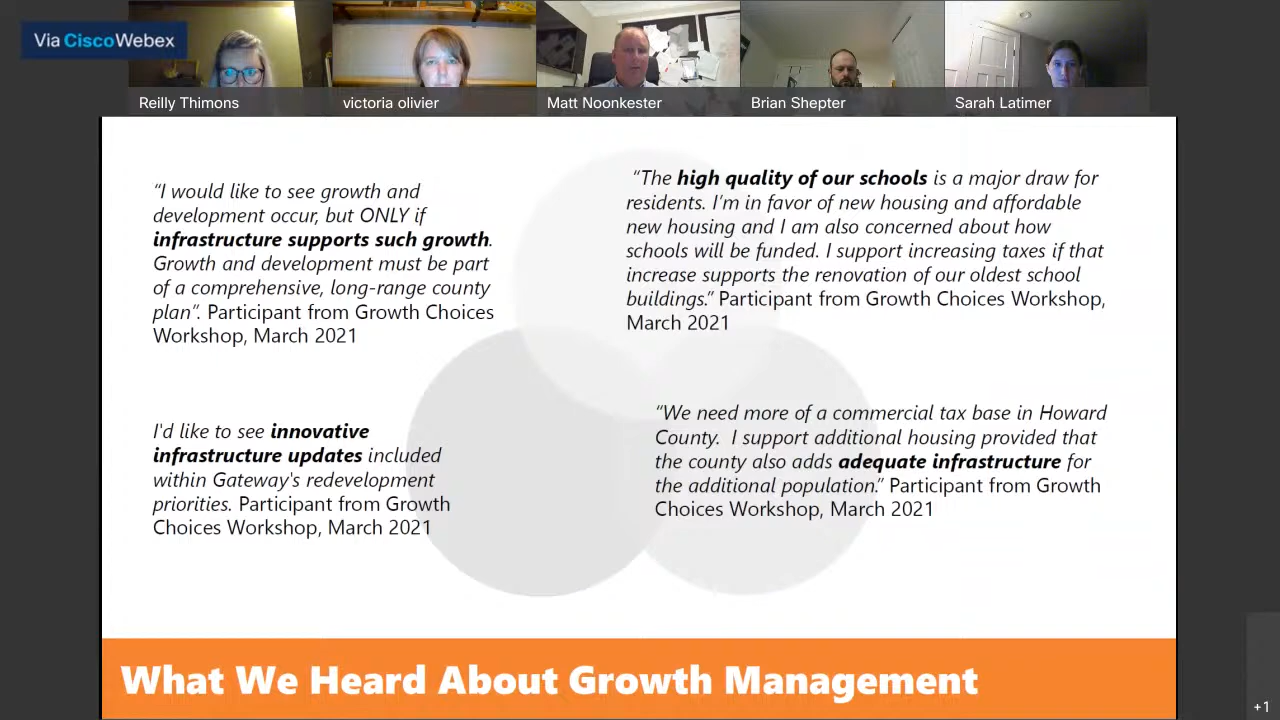 Via Cisco Webex
Reilly Thimons
victoria olivier
Matt Noonkester
Brian Shepter
Sarah Latimer
“I would like to see growth and
development occur, but ONLY if
infrastructure supports such growth.
Growth and development must be part
of a comprehensive, long-range county
plan”. Participant from Growth Choices
Workshop, March 2021
“The high quality of our schools is a major draw for
residents. I’m in favor of new housing and affordable
new housing and I am also concerned about how
schools will be funded. I support increasing taxes if that
increase supports the renovation of our oldest school
buildings.” Participant from Growth Choices Workshop,
March 2021
I'd like to see innovative
infrastructure updates included
within Gateway's redevelopment
priorities. Participant from Growth
Choices Workshop, March 2021
“We need more of a commercial tax base in Howard
County. I support additional housing provided that
the county also adds adequate infrastructure for
the additional population.” Participant from Growth
Choices Workshop, March 2021
What We Heard About Growth Management
+1